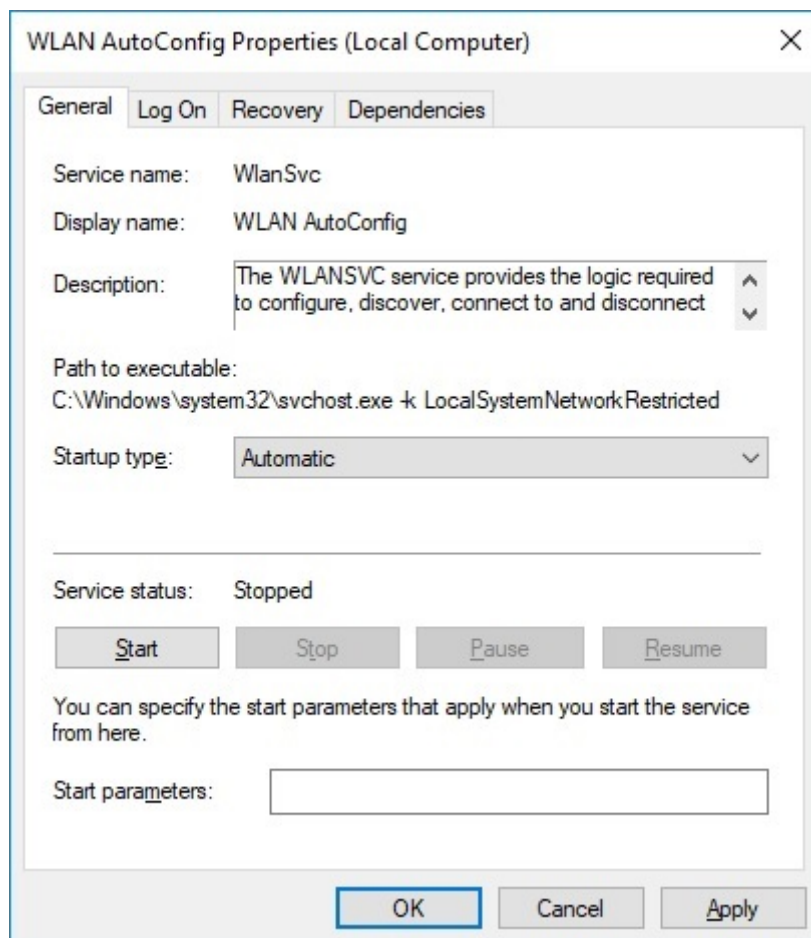 WLAN AutoConfig Properties (Local Computer)
General Log On Recovery Dependencies
Service name: WlanSvc
Display name: WLAN AutoConfig
Description: The WLANSVC service provides the logic required
to configure, discover, connect to and disconnect
Path to executable:
C:\Windows\system32\svchost.exe -k LocalSystemNetworkRestricted
Startup type: Automatic
Service status: Stopped
Start Stop Pause Resume
You can specify the start parameters that apply when you start the service
from here.
Start parameters:
OK Cancel Apply